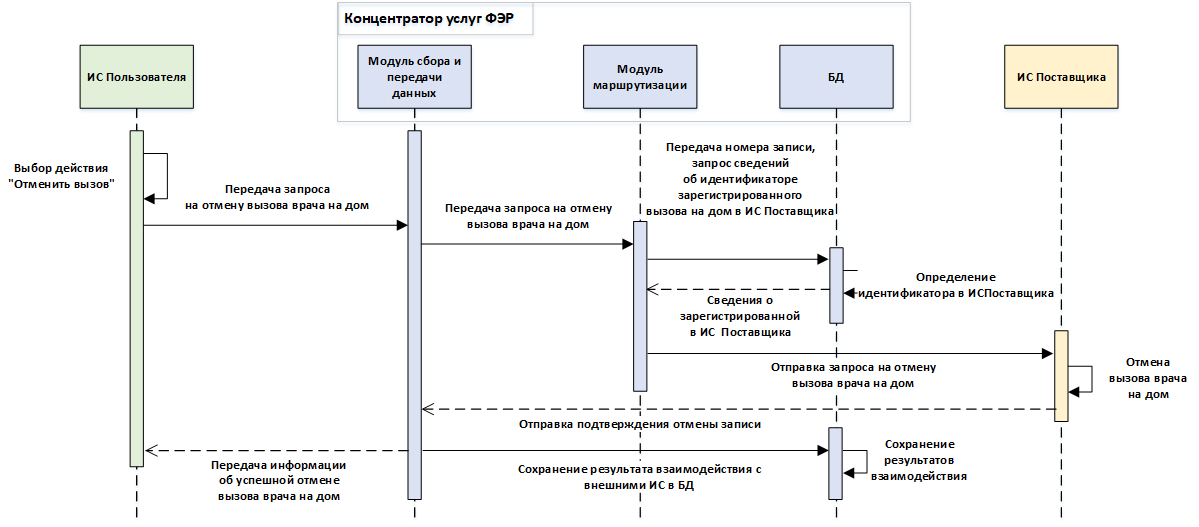 Концентратор услуг ФЭР
ИС Пользователя
Модуль сбора и
передачи
данных
Модуль
маршрутизации
БД
ИС Поставщика
Выбор действия
"Отменить вызов"
Передача запроса
на отмену вызова врача на дом
Передача запроса на отмену
вызова врача на дом
Передача номера записи,
запрос сведений
об идентификаторе
зарегистрированного
вызова на дом в ИС Поставщика
Определение
идентификатора в ИСПоставщика
Сведения о
зарегистрированной
в ИС Поставщика
Отправка запроса на отмену
вызова врача на дом
Отмена
вызова врача
на дом
Отправка подтверждения отмены записи
Передача информации
об успешной отмене
вызова врача на дом
Сохранение результата взаимодействия с
внешними ИС в БД
Сохранение
результатов
взаимодействия